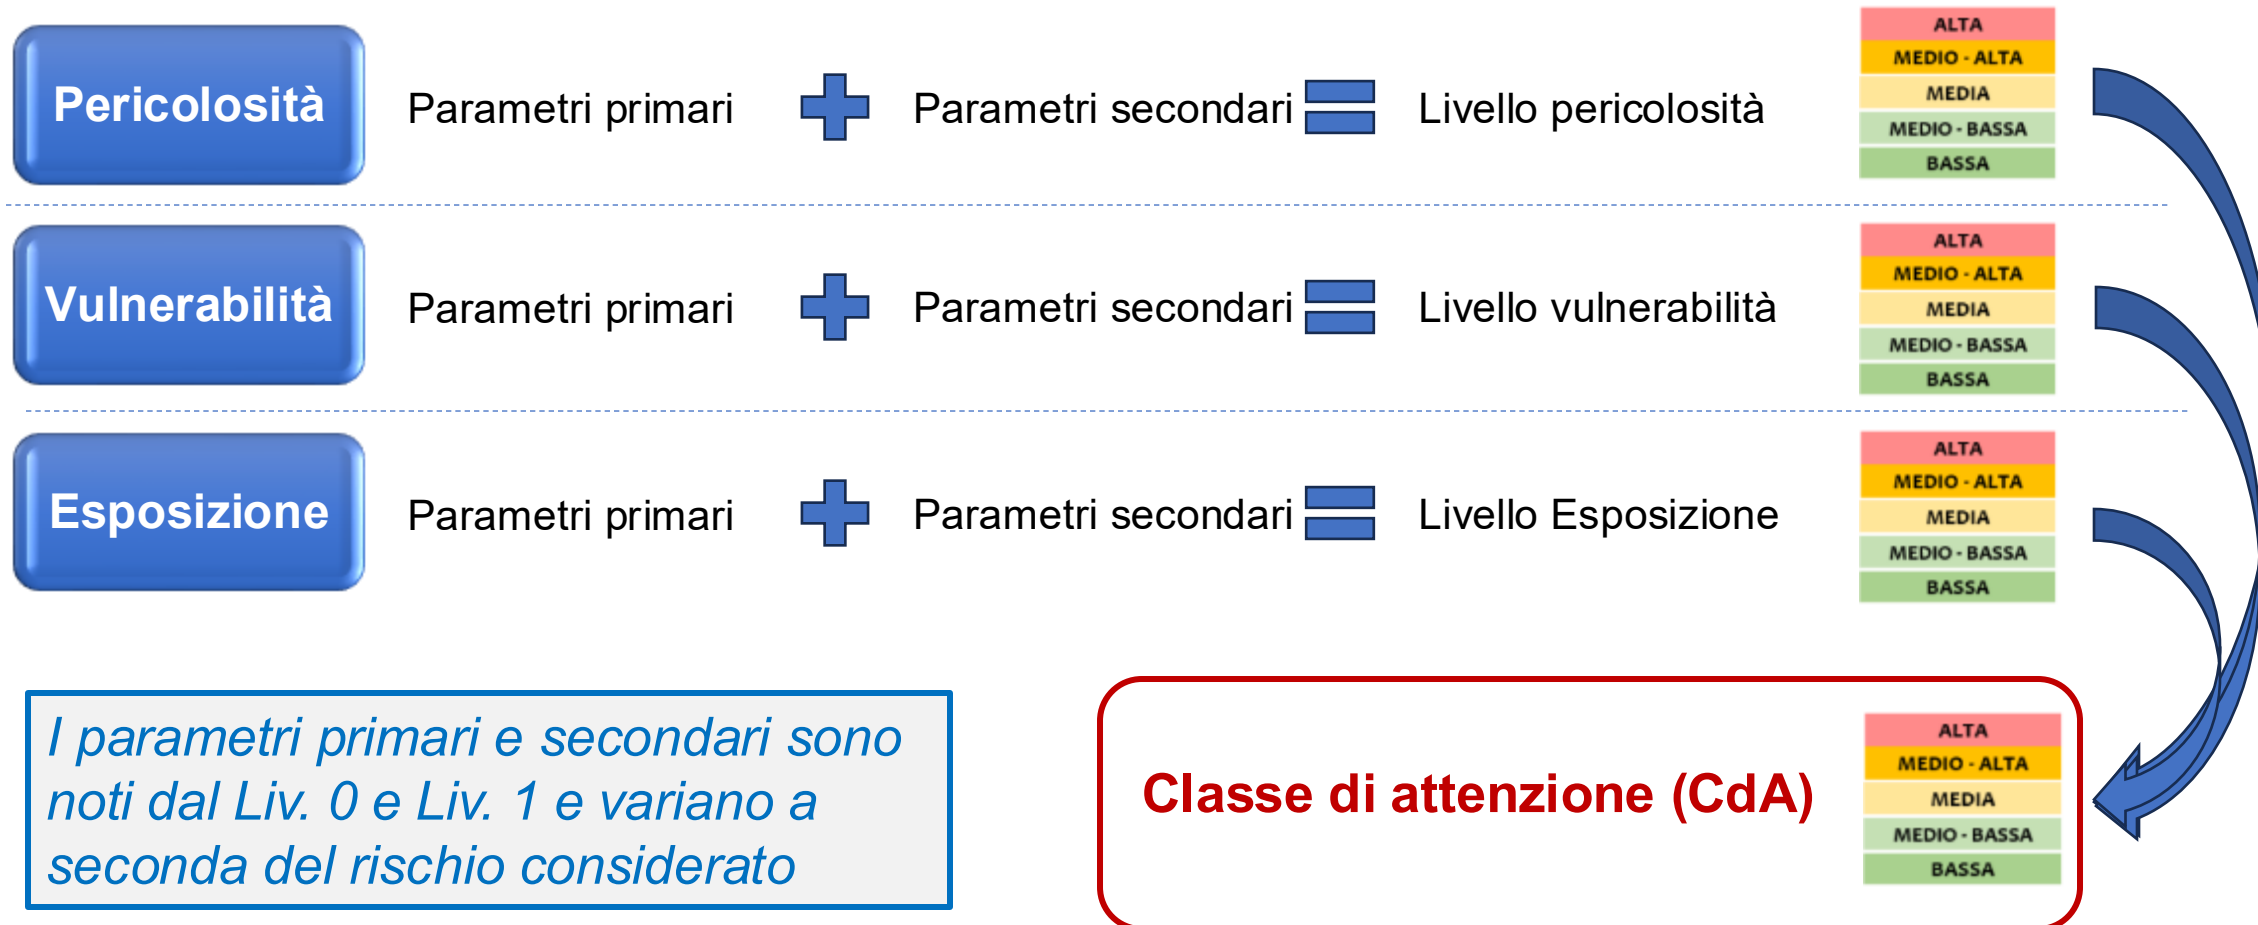 Pericolosità
Parametri primari
Parametri secondari
Livello pericolosità
ALTA
MEDIO - ALTA
MEDIA
MEDIO - BASSA
BASSA
Vulnerabilità
Parametri primari
Parametri secondari
Livello vulnerabilità
ALTA
MEDIO - ALTA
MEDIA
MEDIO - BASSA
BASSA
Esposizione
Parametri primari
Parametri secondari
Livello Esposizione
ALTA
MEDIO - ALTA
MEDIA
MEDIO - BASSA
BASSA
I parametri primari e secondari sono
noti dal Liv. 0 e Liv. 1 e variano a
seconda del rischio considerato
Classe di attenzione (CdA)
ALTA
MEDIO - ALTA
MEDIA
MEDIO - BASSA
BASSA